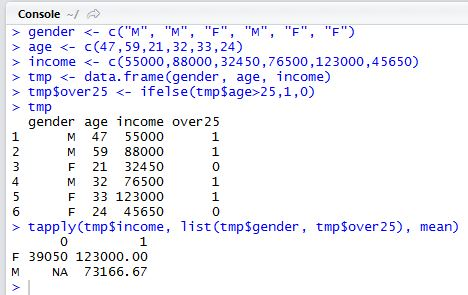 Console ~/
> gender <- c("M", "M", "F", "M", "F", "F")
> age <- c(47,59,21,32,33,24)
> income <- c(55000,88000,32450,76500,123000,45650)
> tmp <- data.frame(gender, age, income)
> tmp$over25 <- ifelse(tmp$age>25,1,0)
> tmp
  gender age income over25
1      M  47  55000      1
2      M  59  88000      1
3      F  21  32450      0
4      M  32  76500      1
5      F  33 123000      1
6      F  24  45650      0
> tapply(tmp$income, list(tmp$gender, tmp$over25), mean)
      0         1
F 39050 123000.00
M    NA  73166.67
>